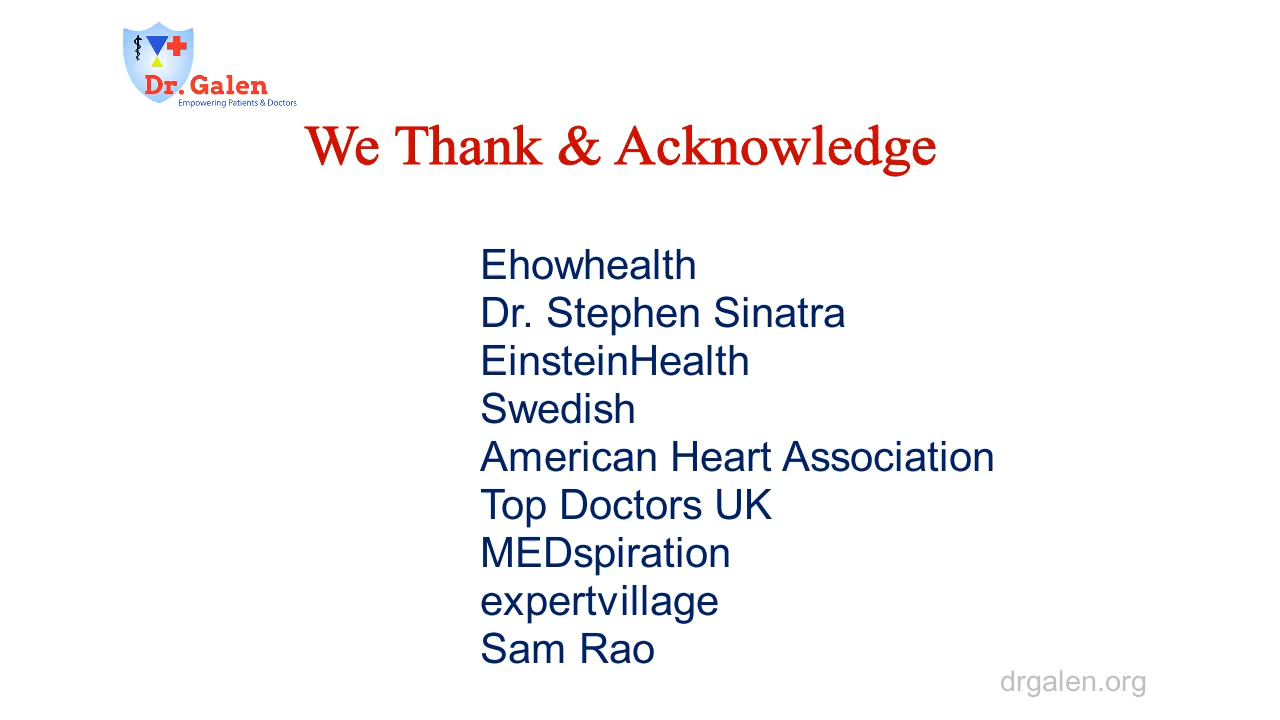 Dr. Galen
Empowering Patients & Doctors
We Thank & Acknowledge
Ehowhealth
Dr. Stephen Sinatra
EinsteinHealth
Swedish
American Heart Association
Top Doctors UK
MEDspiration
expertvillage
Sam Rao
drgalen.org